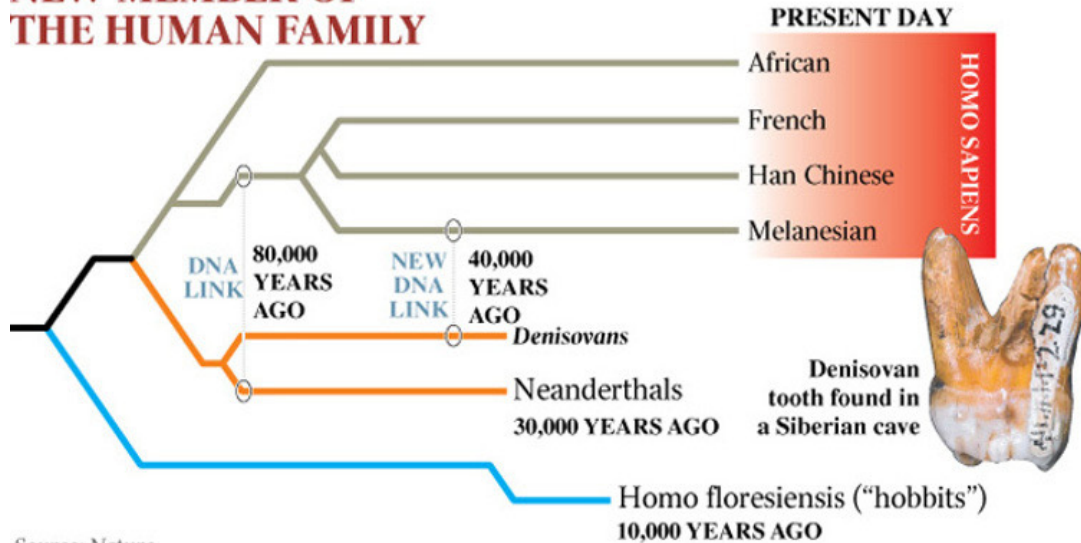 THE HUMAN FAMILY
PRESENT DAY
African
French
Han Chinese
Melanesian
HOMO SAPIENS
DNA
LINK
80,000
YEARS
AGO
NEW
DNA
LINK
40,000
YEARS
AGO
Denisovans
Neanderthals
30,000 YEARS AGO
Denisovan
tooth found in
a Siberian cave
Homo floresiensis ("hobbits")
10,000 YEARS AGO